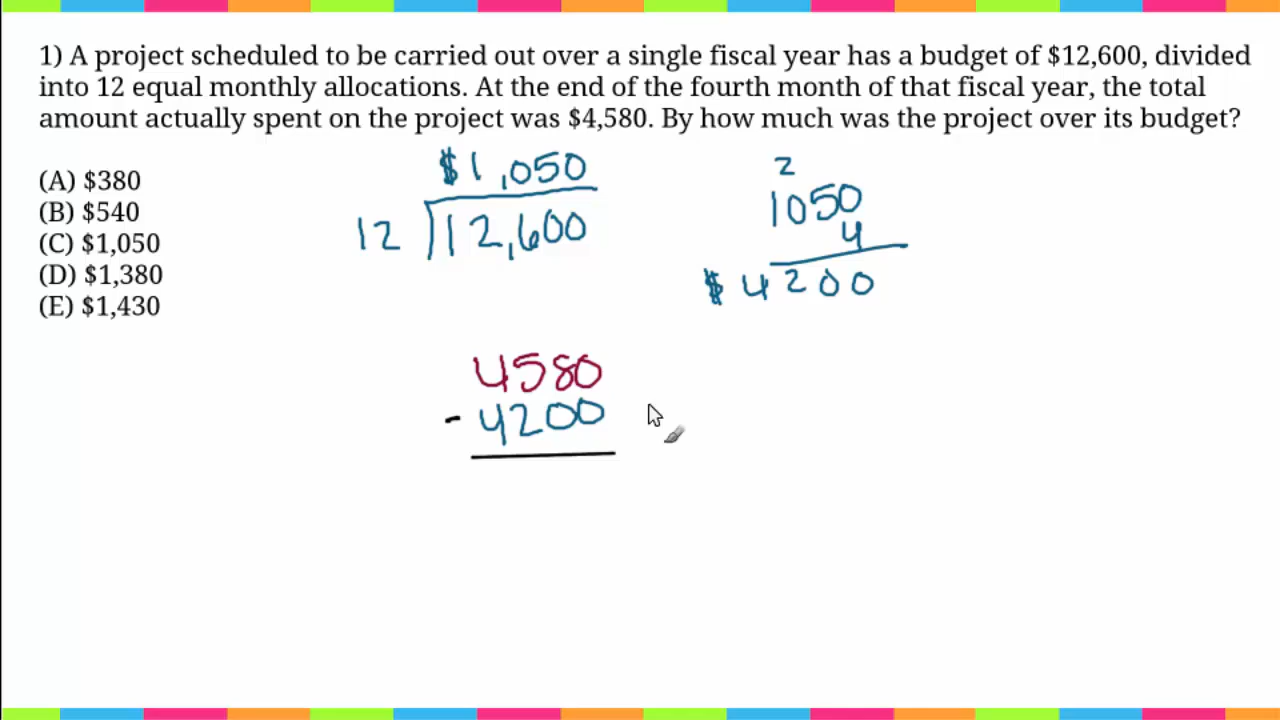 1) A project scheduled to be carried out over a single fiscal year has a budget of $12,600, divided
into 12 equal monthly allocations. At the end of the fourth month of that fiscal year, the total
amount actually spent on the project was $4,580. By how much was the project over its budget?
(A) $380
(B) $540
(C) $1,050
(D) $1,380
(E) $1,430
$1,050
12 12,600
2
1050
4
$4200
4580
- 4200